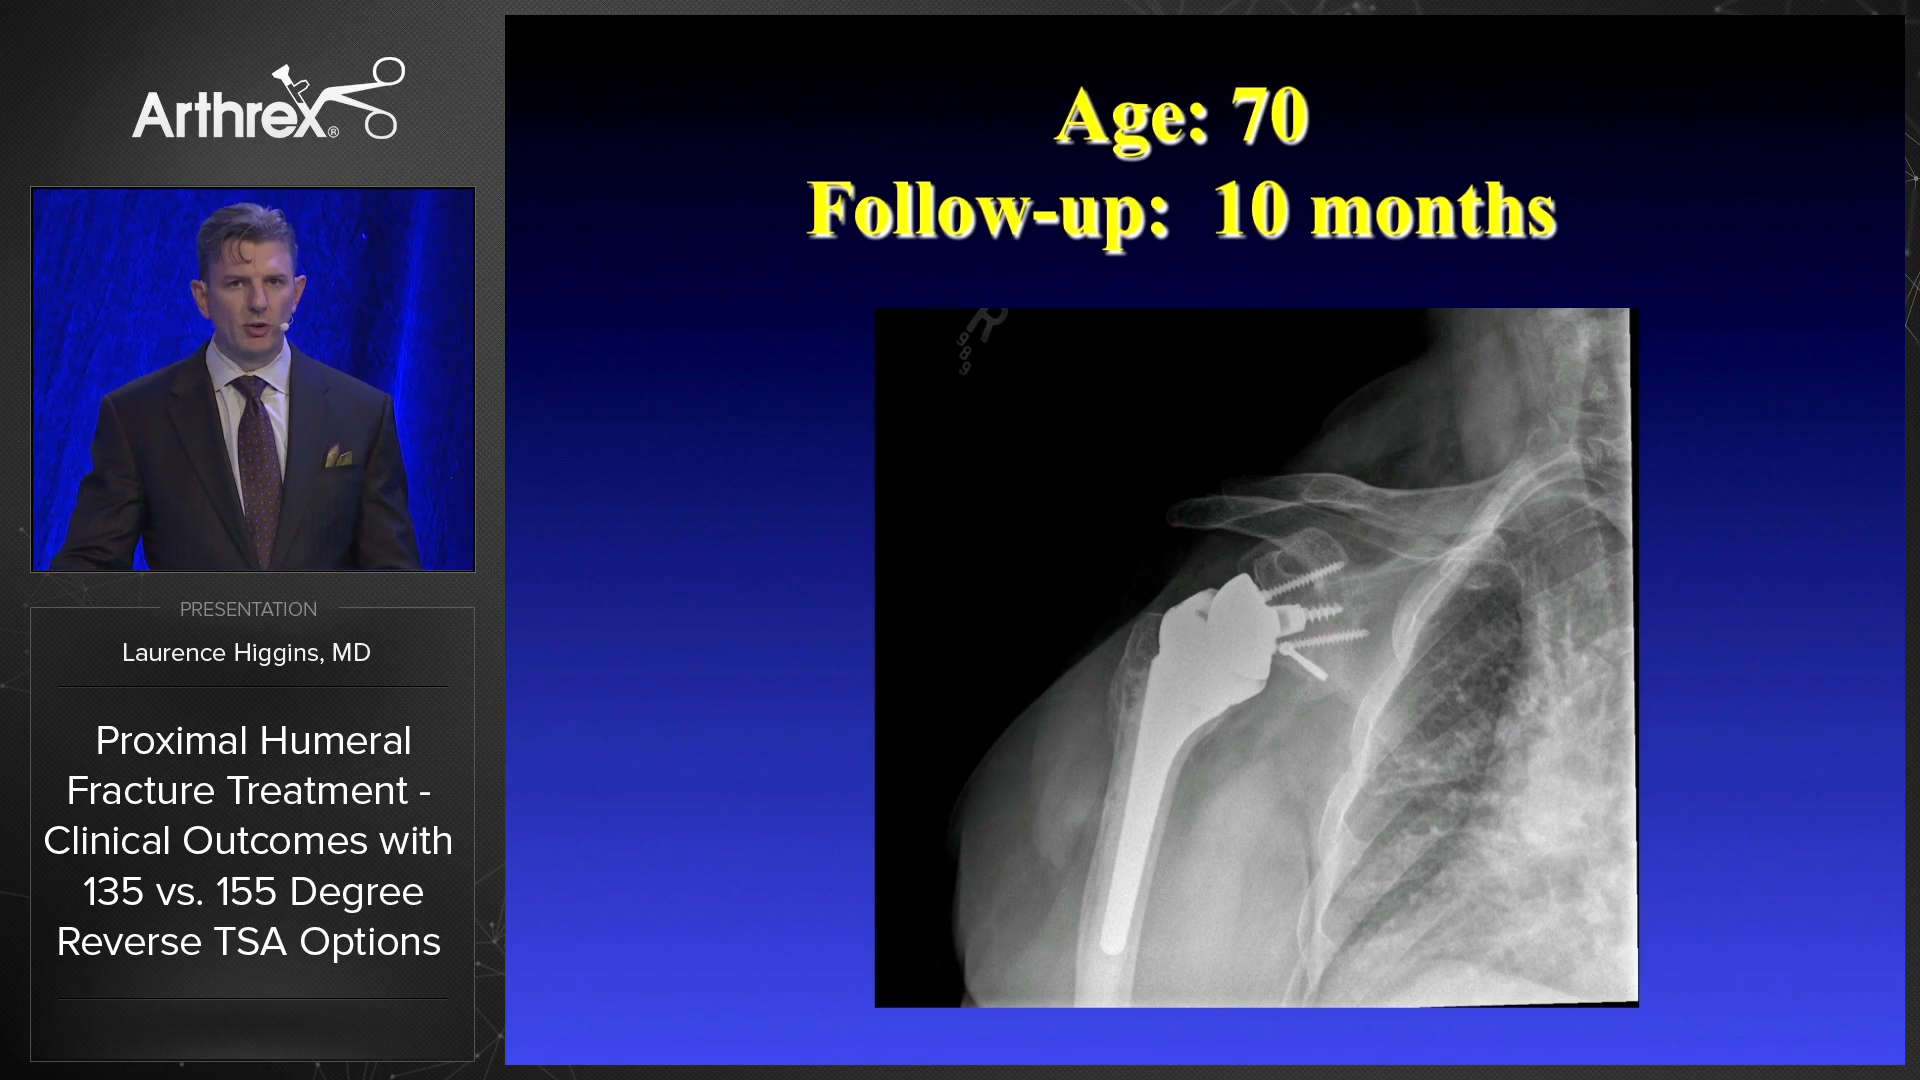 Arthrex®
PRESENTATION
Laurence Higgins, MD
Proximal Humeral
Fracture Treatment -
Clinical Outcomes with
135 vs. 155 Degree
Reverse TSA Options
Age: 70
Follow-up: 10 months
R
989